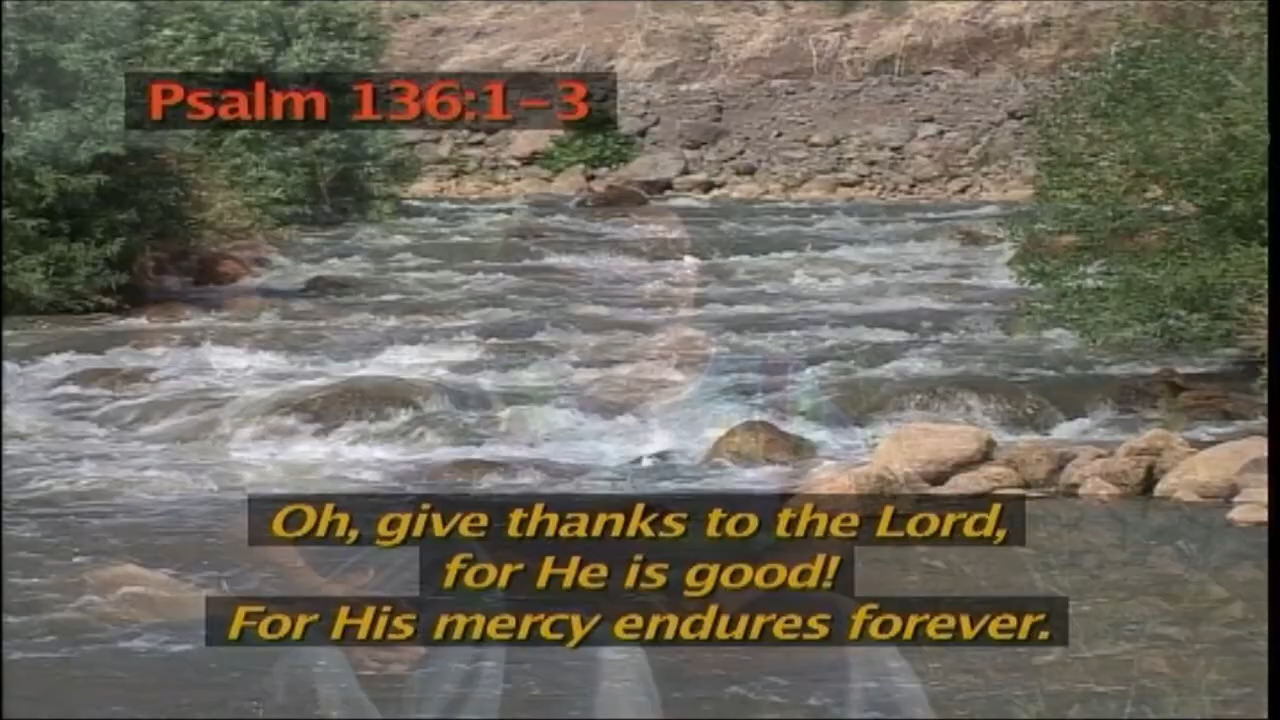 Psalm 136:1–3
Oh, give thanks to the Lord,
for He is good!
For His mercy endures forever.